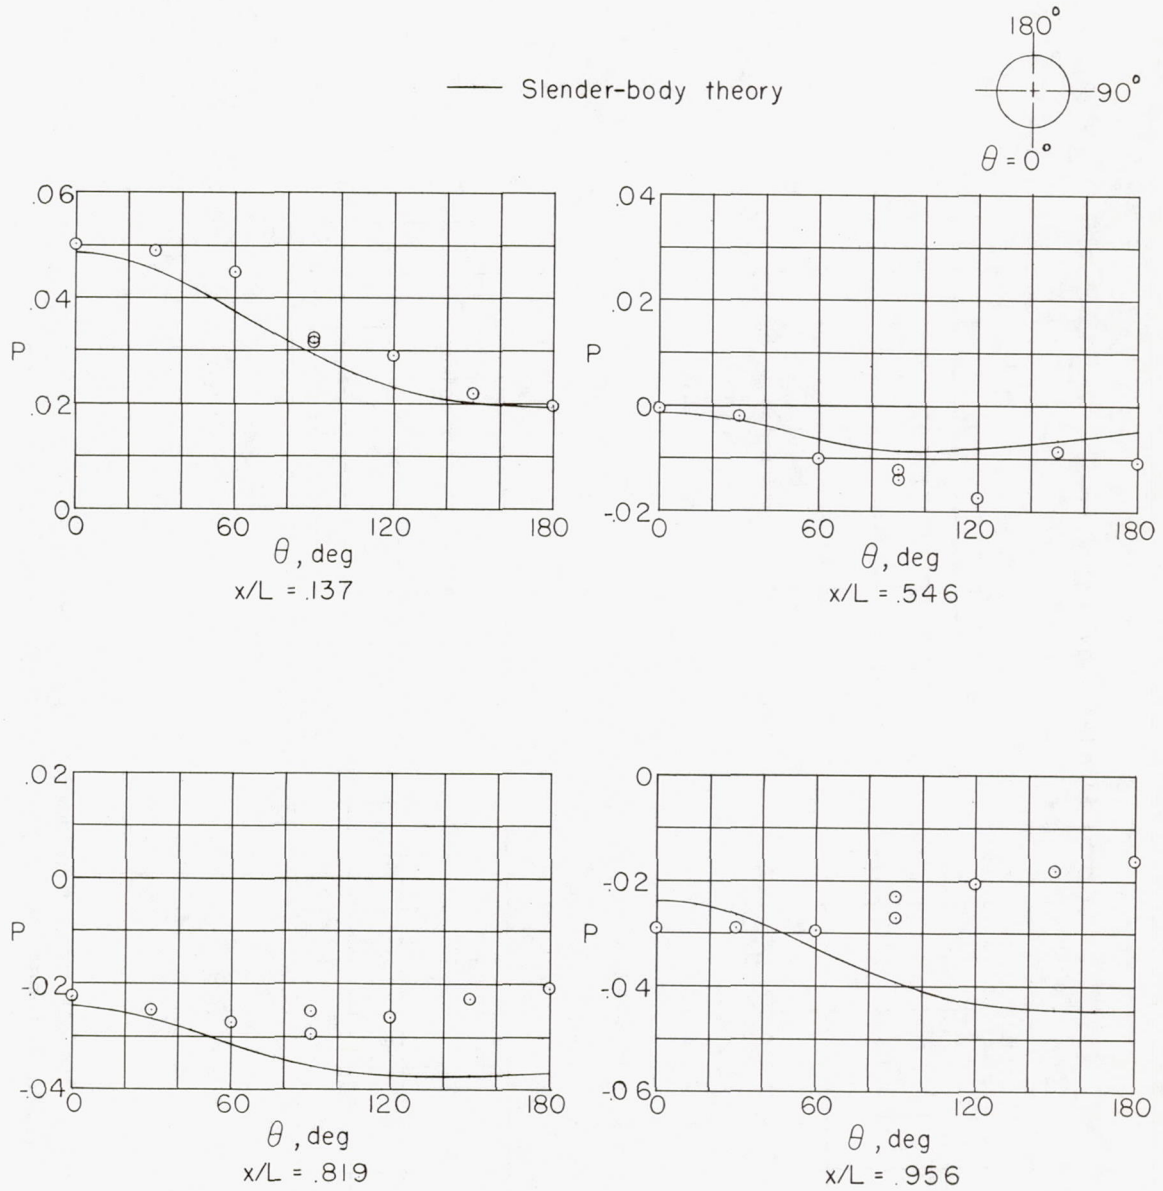 180°
Slender-body theory
90°
θ = 0°
.06
.04
P
.02
0
0 60 120 180
θ, deg
x/L = .137
.04
.02
P
0
-.02
0 60 120 180
θ, deg
x/L = .546
.02
0
P
-.02
-.04
0 60 120 180
θ, deg
x/L = .819
0
-.02
P
-.04
-.06
0 60 120 180
θ, deg
x/L = .956